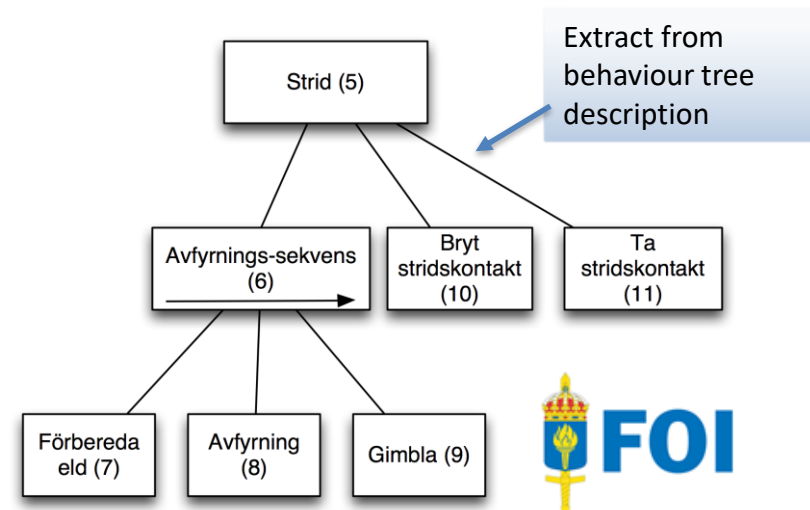 Extract from
behaviour tree
description
Strid (5)
Avfyrnings-sekvens
(6)
Bryt
stridskontakt
(10)
Ta
stridskontakt
(11)
Förbereda
eld (7)
Avfyrning
(8)
Gimbla (9)
FOI